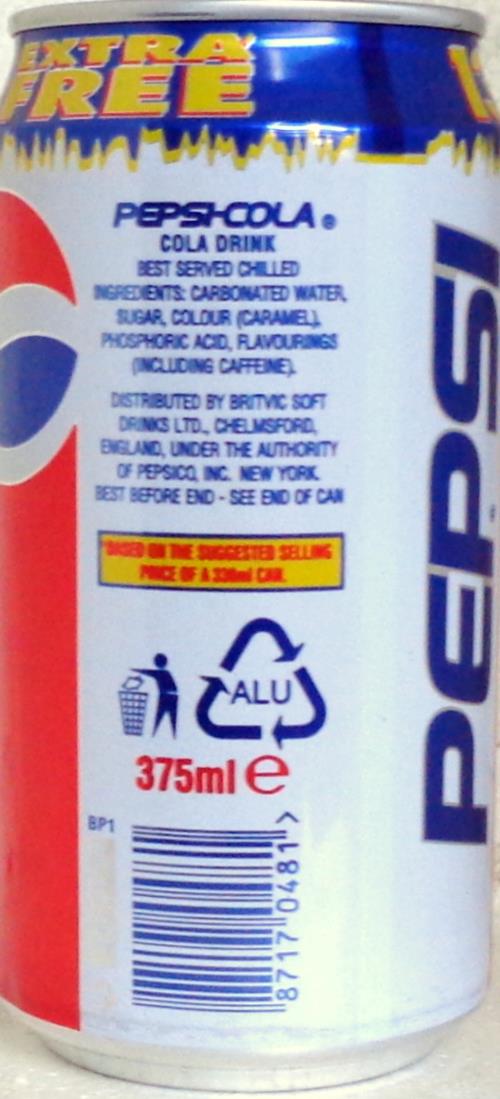 EXTRA
FREE
PEPSI-COLA ®
COLA DRINK
BEST SERVED CHILLED
INGREDIENTS: CARBONATED WATER,
SUGAR, COLOUR (CARAMEL),
PHOSPHORIC ACID, FLAVOURINGS
(INCLUDING CAFFEINE).
DISTRIBUTED BY BRITVIC SOFT
DRINKS LTD., CHELMSFORD,
ENGLAND, UNDER THE AUTHORITY
OF PEPSICO, INC. NEW YORK.
BEST BEFORE END - SEE END OF CAN
*BASED ON THE SUGGESTED SELLING
PRICE OF A 330ml CAN.
ALU
375ml e
BP1
8717 0481 >
PEPSI